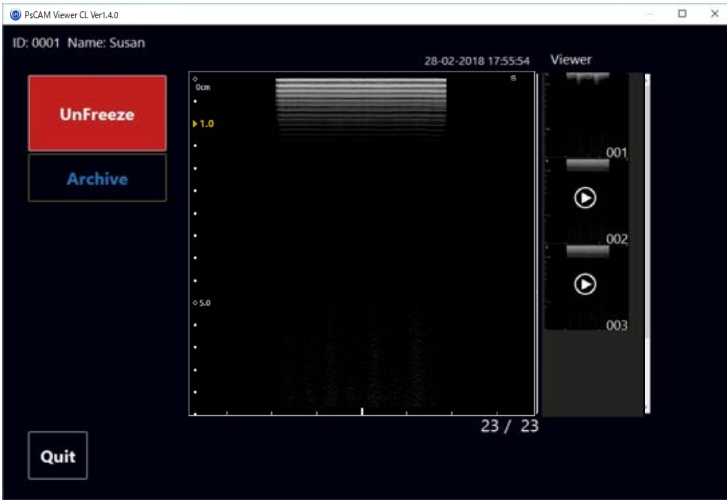 PsCAM Viewer CL Ver1.4.0
ID: 0001 Name: Susan
28-02-2018 17:55:54
Viewer
UnFreeze
Archive
0cm
1.0
5.0
S
001
002
003
23 / 23
Quit